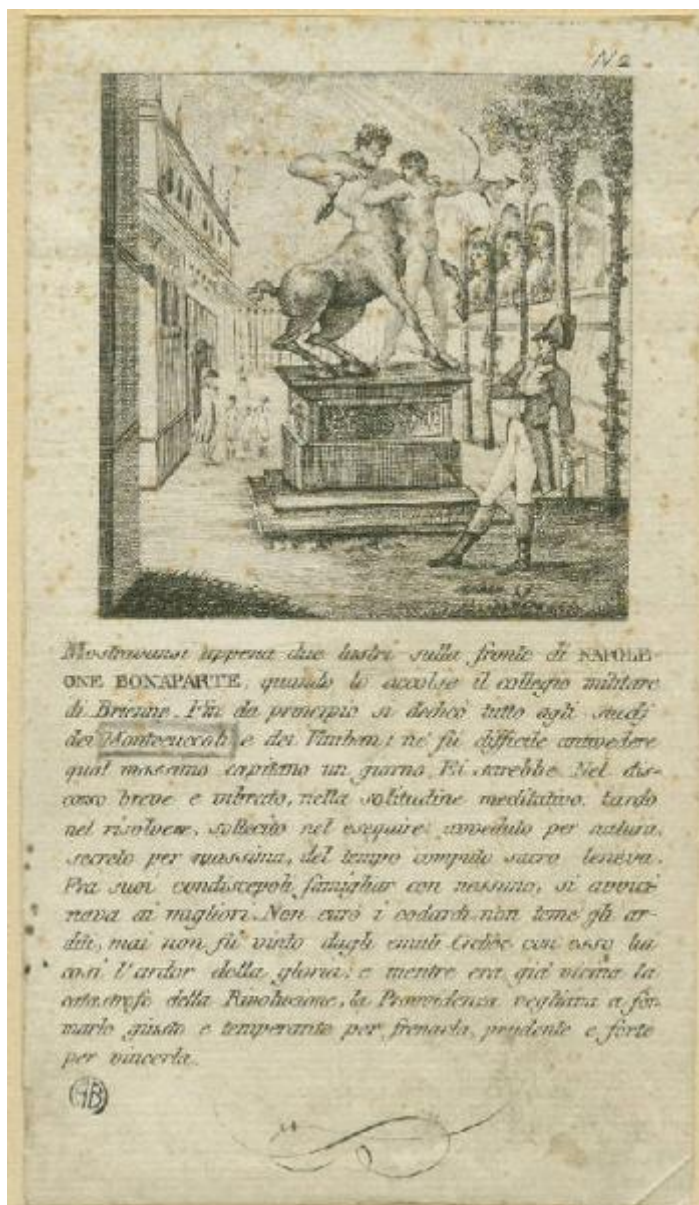 N 2
Mostravansi appena due lustri sulla fronte di NAPOLE-
ONE BONAPARTE, quando lo accolse il collegio militare
di Brienne. Fin da principio si dedicò tutto agli studj
dei Montecuccoli e dei Vauban; nè fù difficile antivedere
qual massimo capitano un giorno Ei sarebbe. Nel dis-
corso breve e vibrato, nella solitudine meditativo, tardo
nel risolvere, sollecito nel eseguire; avveduto per natura,
secreto per massima, del tempo computo sacro teneva.
Fra suoi condiscepoli famigliar con nessuno, si avvici-
nava ai migliori. Non curò i codardi, non teme gli ar-
diti, mai non fù vinto dagli emuli. Crebbe con esso lui
così l'ardor della gloria; e mentre era già vicina la
catastrofe della Rivoluzione, la Provvidenza vegliava a for-
marlo giusto e temperante per frenarla, prudente e forte
per vincerla.